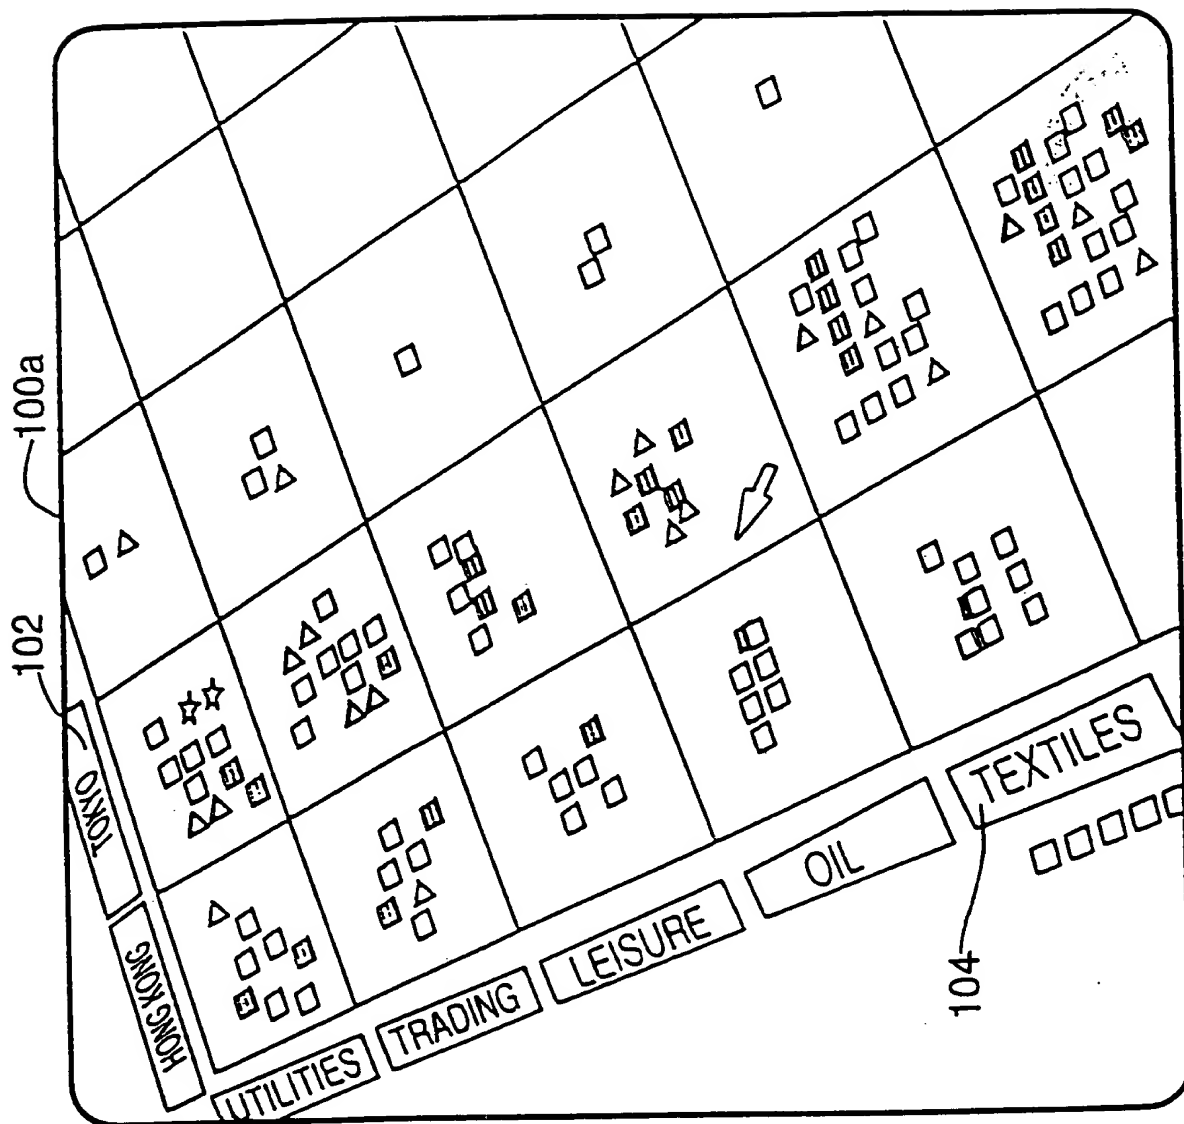 100a
102
TOKYO
HONG KONG
UTILITIES
TRADING
LEISURE
OIL
TEXTILES
104